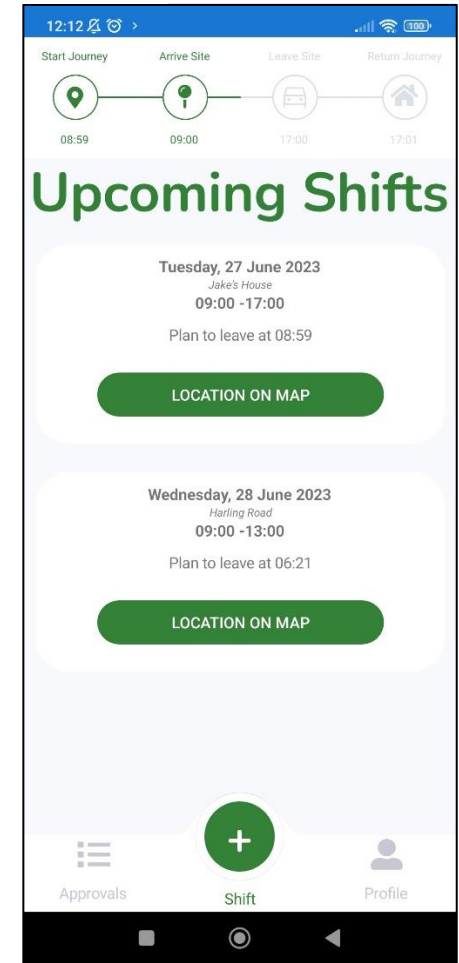 12:12
100
Start Journey Arrive Site Leave Site Return Journey
08:59 09:00 17:00 17:01
Upcoming Shifts
Tuesday, 27 June 2023
Jake's House
09:00 -17:00
Plan to leave at 08:59
LOCATION ON MAP
Wednesday, 28 June 2023
Harling Road
09:00 -13:00
Plan to leave at 06:21
LOCATION ON MAP
Approvals Shift Profile